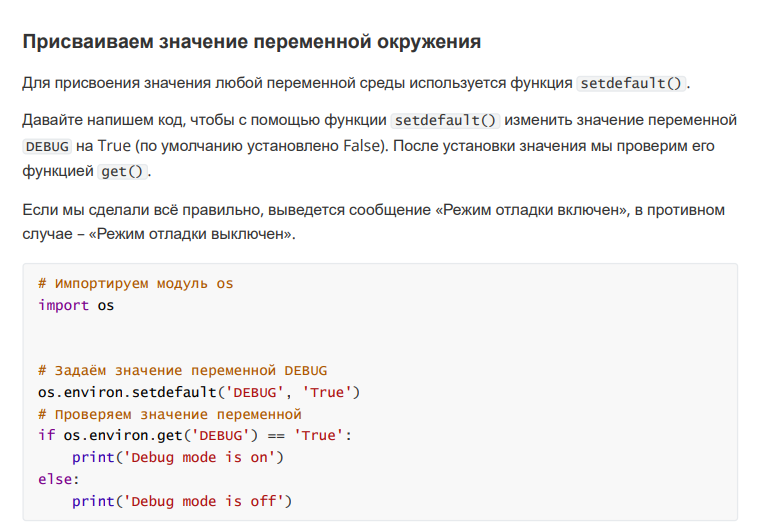 Присваиваем значение переменной окружения
Для присвоения значения любой переменной среды используется функция setdefault().
Давайте напишем код, чтобы с помощью функции setdefault() изменить значение переменной
DEBUG на True (по умолчанию установлено False). После установки значения мы проверим его
функцией get().
Если мы сделали всё правильно, выведется сообщение «Режим отладки включен», в противном
случае – «Режим отладки выключен».
# Импортируем модуль os
import os
# Задаём значение переменной DEBUG
os.environ.setdefault('DEBUG', 'True')
# Проверяем значение переменной
if os.environ.get('DEBUG') == 'True':
    print('Debug mode is on')
else:
    print('Debug mode is off')